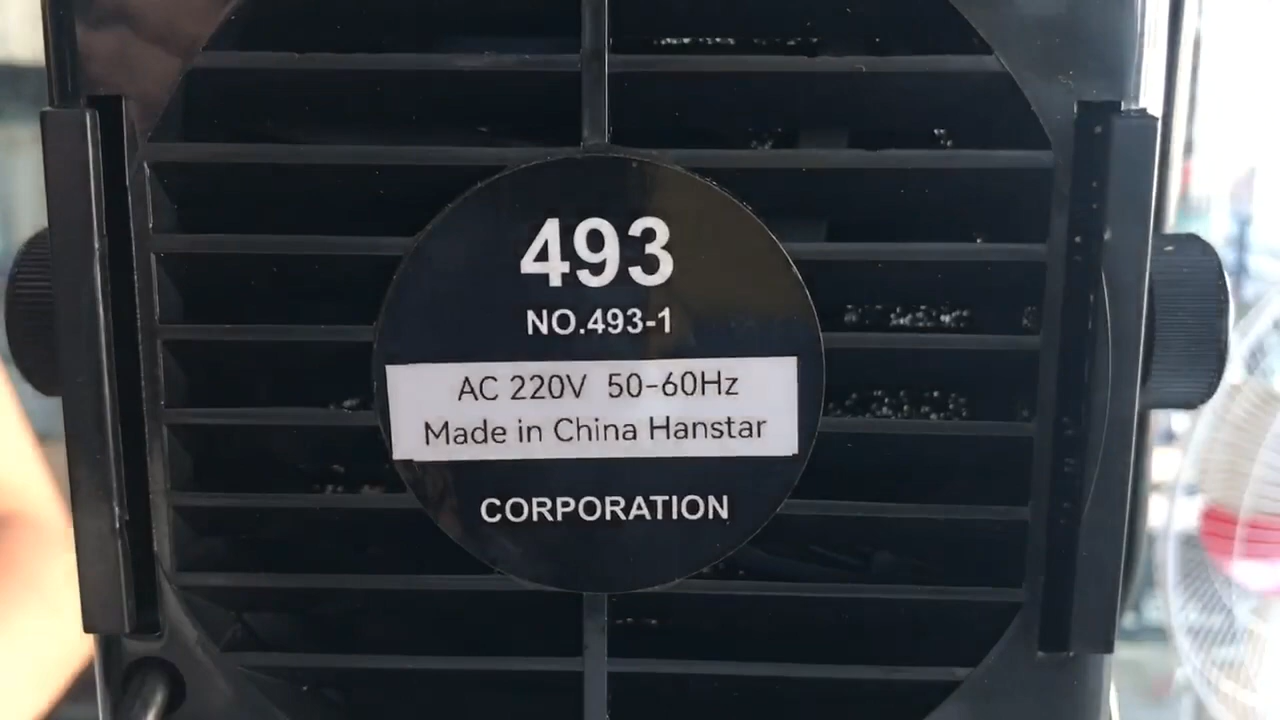 493
NO.493-1
AC 220V 50-60Hz
Made in China Hanstar
CORPORATION